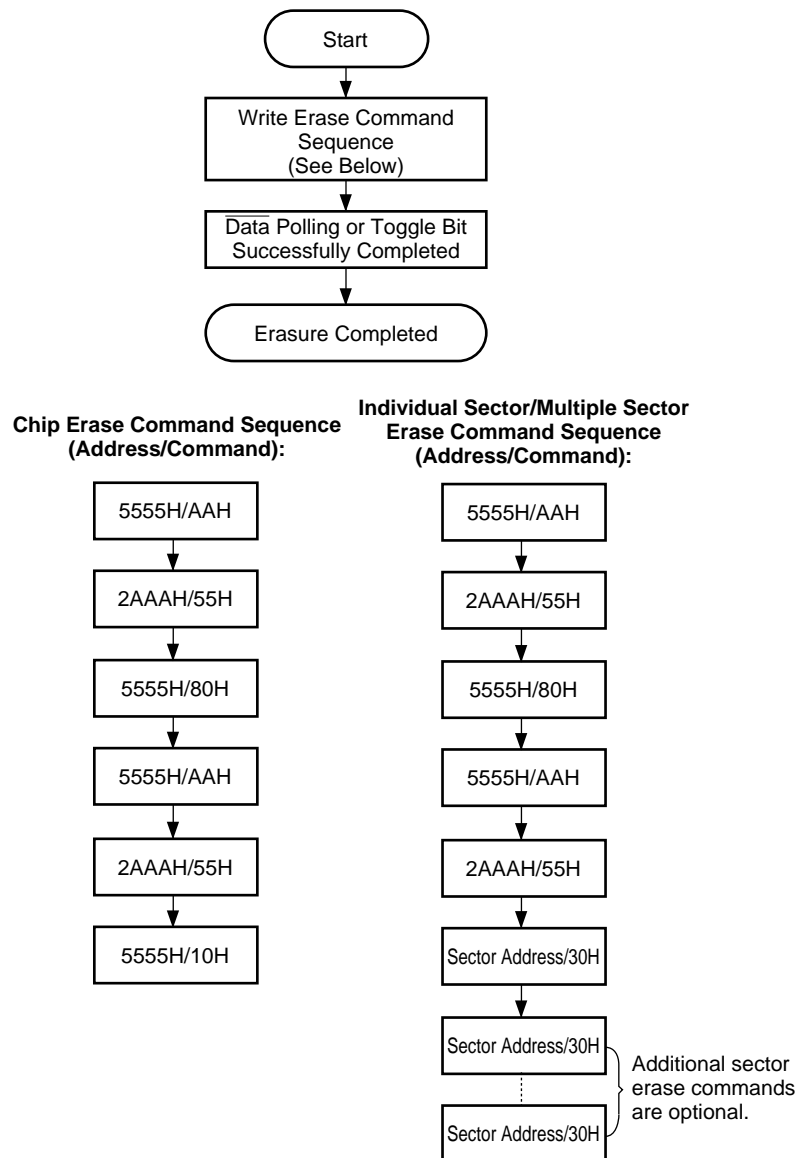 Start
Write Erase Command
Sequence
(See Below)
Data Polling or Toggle Bit
Successfully Completed
Erasure Completed
Chip Erase Command Sequence
(Address/Command):
5555H/AAH
2AAAH/55H
5555H/80H
5555H/AAH
2AAAH/55H
5555H/10H
Individual Sector/Multiple Sector
Erase Command Sequence
(Address/Command):
5555H/AAH
2AAAH/55H
5555H/80H
5555H/AAH
2AAAH/55H
Sector Address/30H
Sector Address/30H
Sector Address/30H
Additional sector
erase commands
are optional.